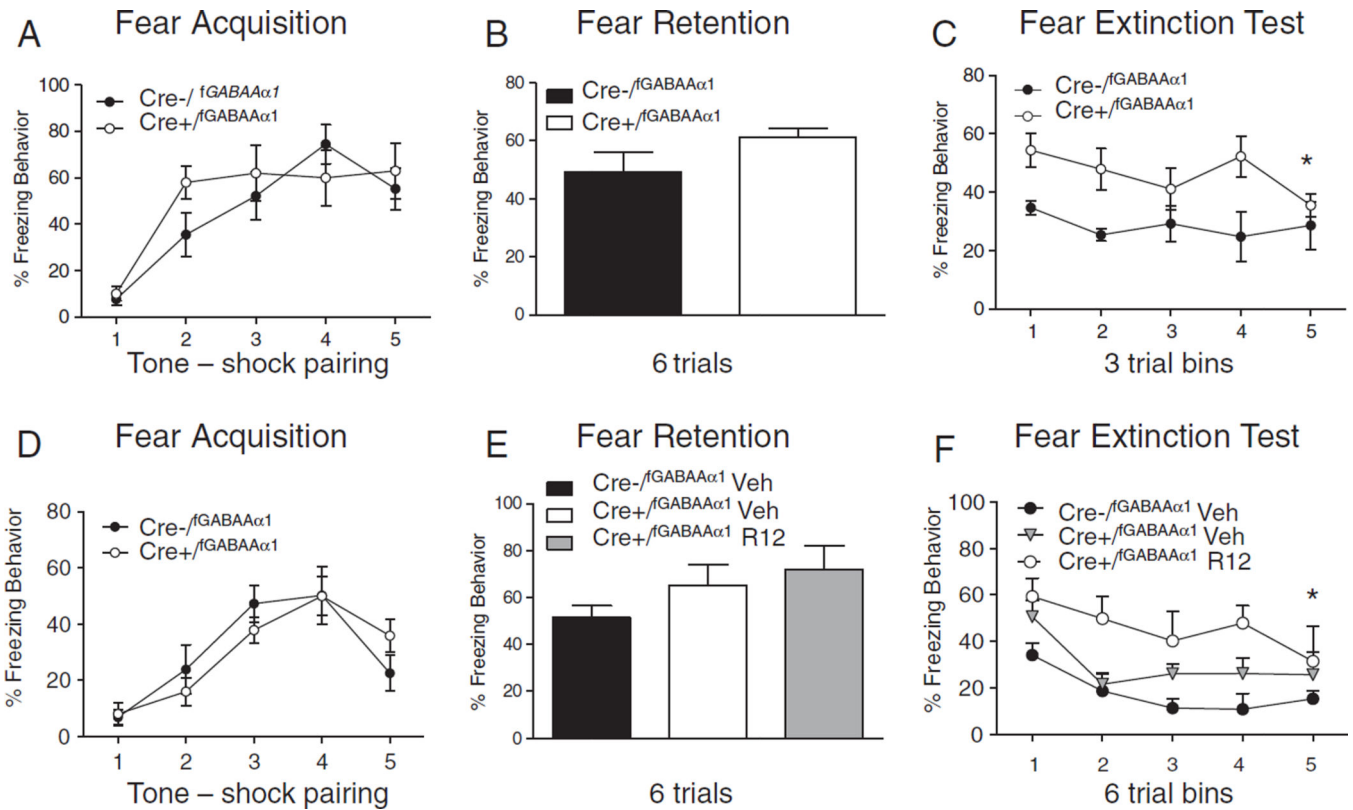 A Fear Acquisition
% Freezing Behavior
100
80
60
40
20
0
Cre-/ fGABAAα1
Cre+/fGABAAα1
1 2 3 4 5
Tone – shock pairing
B Fear Retention
% Freezing Behavior
80
60
40
20
0
Cre-/fGABAAα1
Cre+/fGABAAα1
6 trials
C Fear Extinction Test
% Freezing Behavior
80
60
40
20
0
Cre-/fGABAAα1
Cre+/fGABAAα1
*
1 2 3 4 5
3 trial bins
D Fear Acquisition
% Freezing Behavior
80
60
40
20
0
Cre-/fGABAAα1
Cre+/fGABAAα1
1 2 3 4 5
Tone – shock pairing
E Fear Retention
% Freezing Behavior
100
80
60
40
20
0
Cre-/fGABAAα1 Veh
Cre+/fGABAAα1 Veh
Cre+/fGABAAα1 R12
6 trials
F Fear Extinction Test
% Freezing Behavior
100
80
60
40
20
0
Cre-/fGABAAα1 Veh
Cre+/fGABAAα1 Veh
Cre+/fGABAAα1 R12
*
1 2 3 4 5
6 trial bins